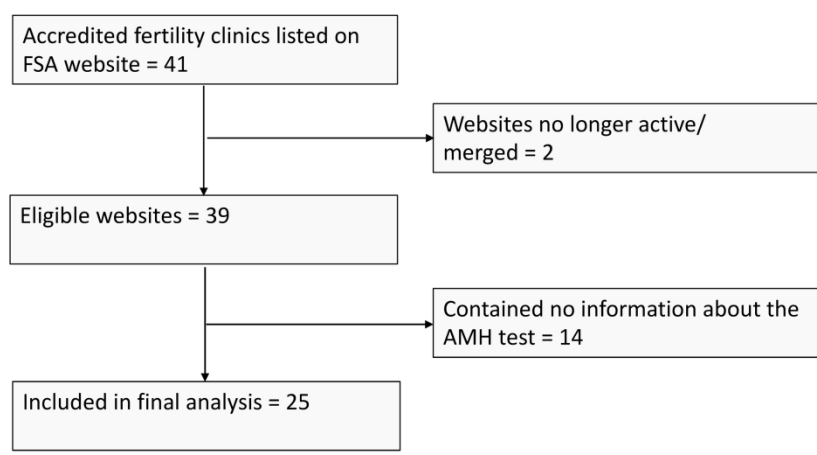 Accredited fertility clinics listed on
FSA website = 41
Websites no longer active/
merged = 2
Eligible websites = 39
Contained no information about the
AMH test = 14
Included in final analysis = 25